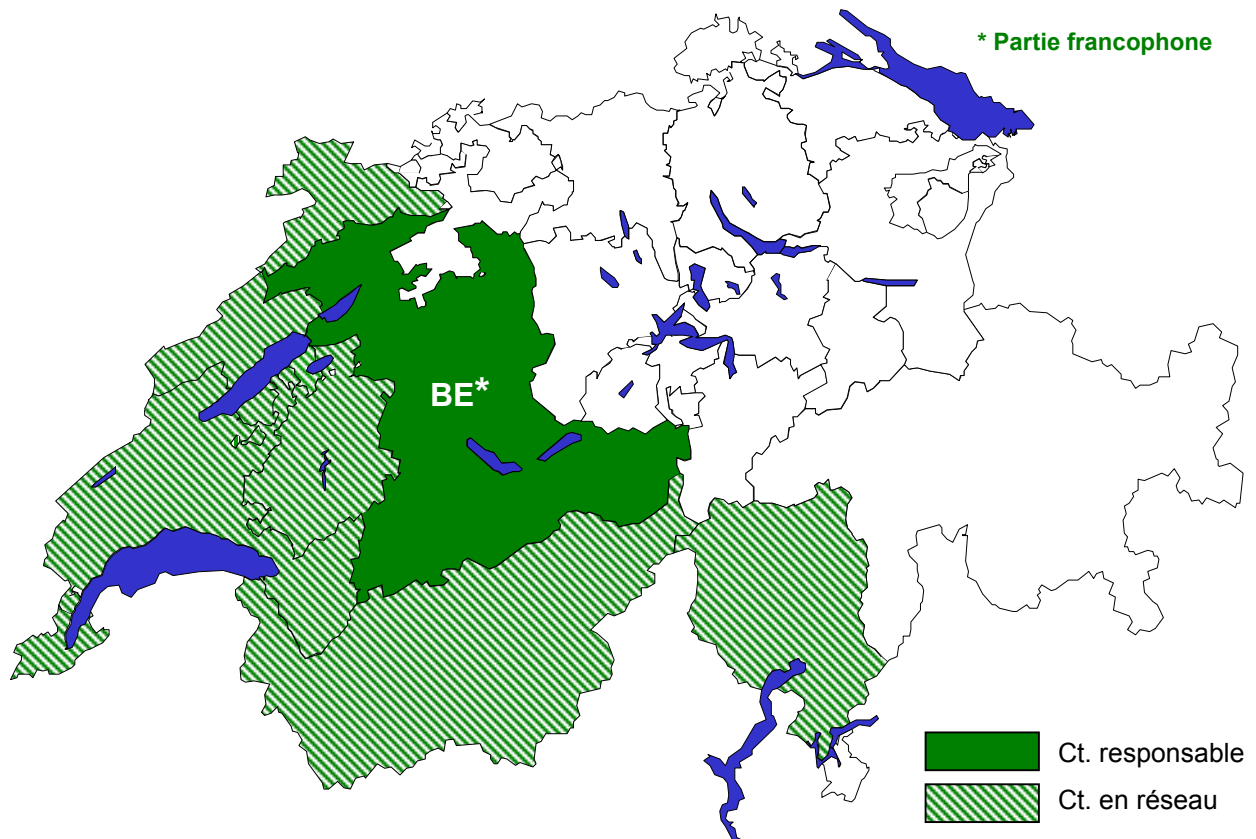 * Partie francophone
BE*
Ct. responsable
Ct. en réseau